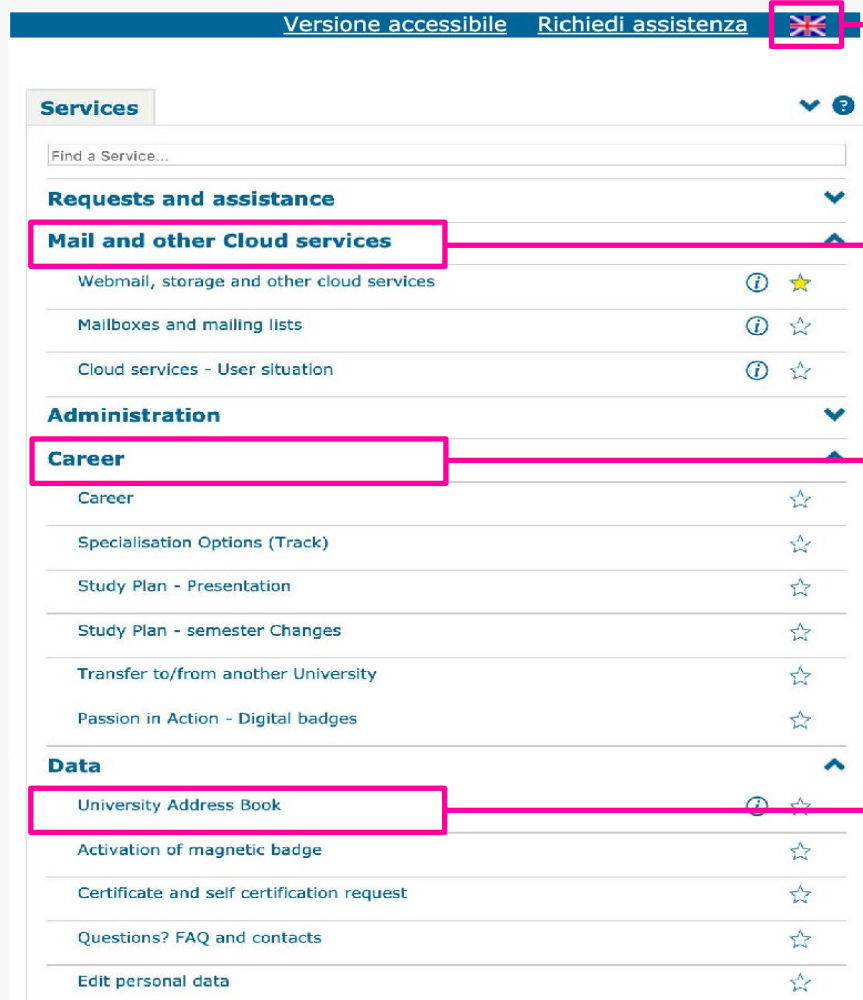 Versione accessibile Richiedi assistenza
Services
Find a Service...
Requests and assistance
Mail and other Cloud services
Webmail, storage and other cloud services
Mailboxes and mailing lists
Cloud services - User situation
Administration
Career
Career
Specialisation Options (Track)
Study Plan - Presentation
Study Plan - semester Changes
Transfer to/from another University
Passion in Action - Digital badges
Data
University Address Book
Activation of magnetic badge
Certificate and self certification request
Questions? FAQ and contacts
Edit personal data